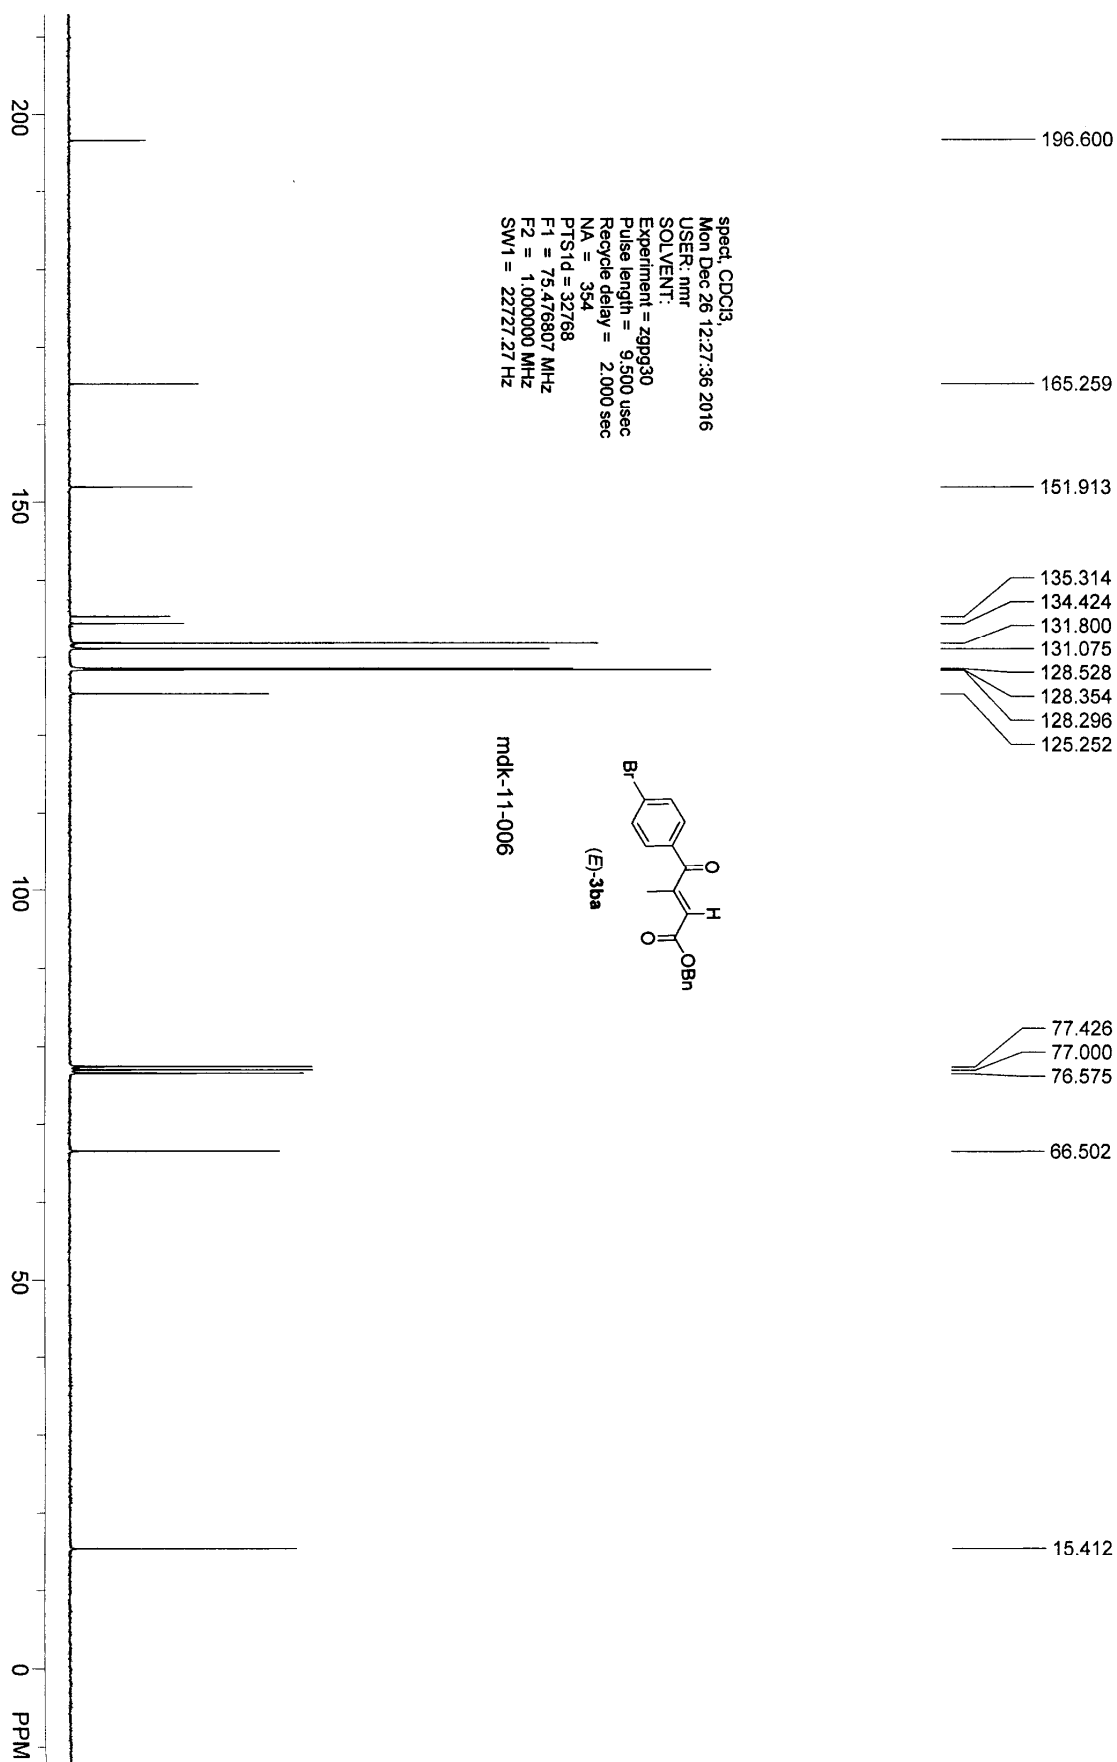 196.600
165.259
151.913
135.314
134.424
131.800
131.075
128.528
128.354
128.296
125.252
77.426
77.000
76.575
66.502
15.412
spect, CDCl3,
Mon Dec 26 12:27:36 2016
USER: nmr
SOLVENT:
Experiment = zgpg30
Pulse length = 9.500 usec
Recycle delay = 2.000 sec
NA = 354
PTS1d = 32768
F1 = 75.476807 MHz
F2 = 1.000000 MHz
SW1 = 22727.27 Hz
Br
O
H
O
OBn
(E)-3ba
mdk-11-006
200
150
100
50
0
PPM